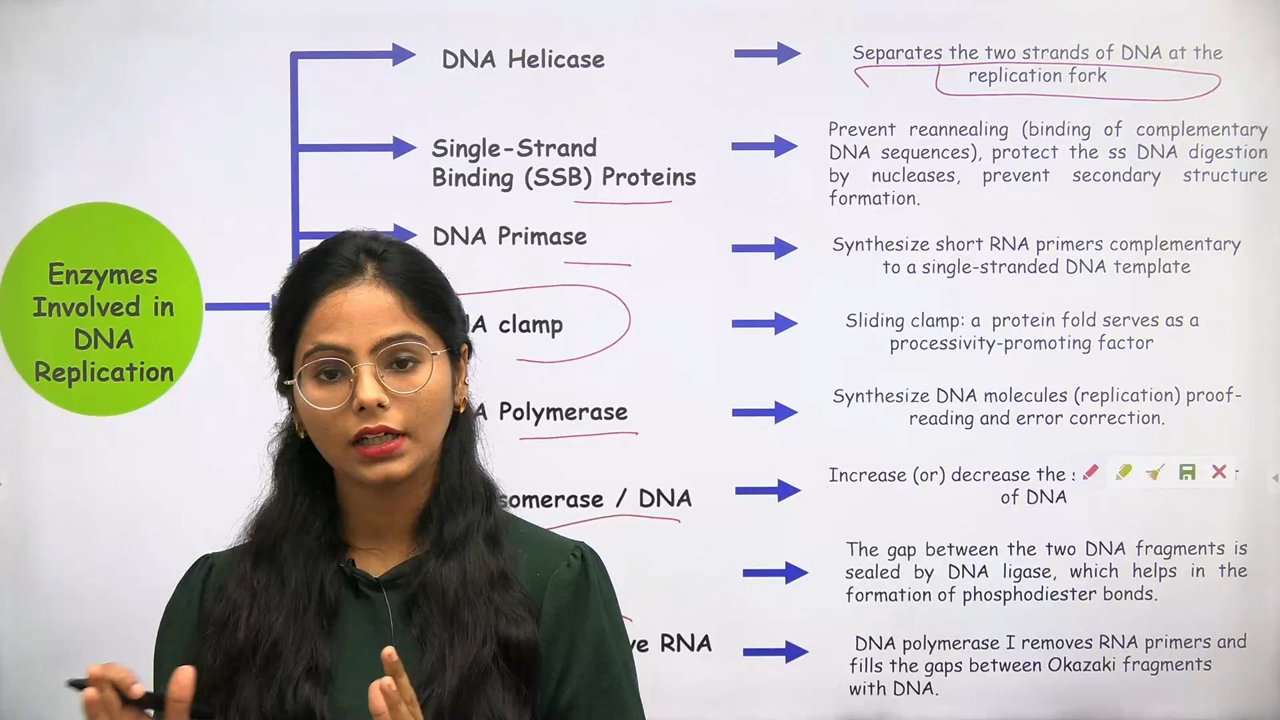 Enzymes
Involved in
DNA
Replication
DNA Helicase
Separates the two strands of DNA at the
replication fork
Single-Strand
Binding (SSB) Proteins
Prevent reannealing (binding of complementary
DNA sequences), protect the ss DNA digestion
by nucleases, prevent secondary structure
formation.
DNA Primase
Synthesize short RNA primers complementary
to a single-stranded DNA template
clamp
Sliding clamp: a protein fold serves as a
processivity-promoting factor
Polymerase
Synthesize DNA molecules (replication) proof-
reading and error correction.
somerase / DNA
Increase (or) decrease the
of DNA
The gap between the two DNA fragments is
sealed by DNA ligase, which helps in the
formation of phosphodiester bonds.
RNA
DNA polymerase I removes RNA primers and
fills the gaps between Okazaki fragments
with DNA.